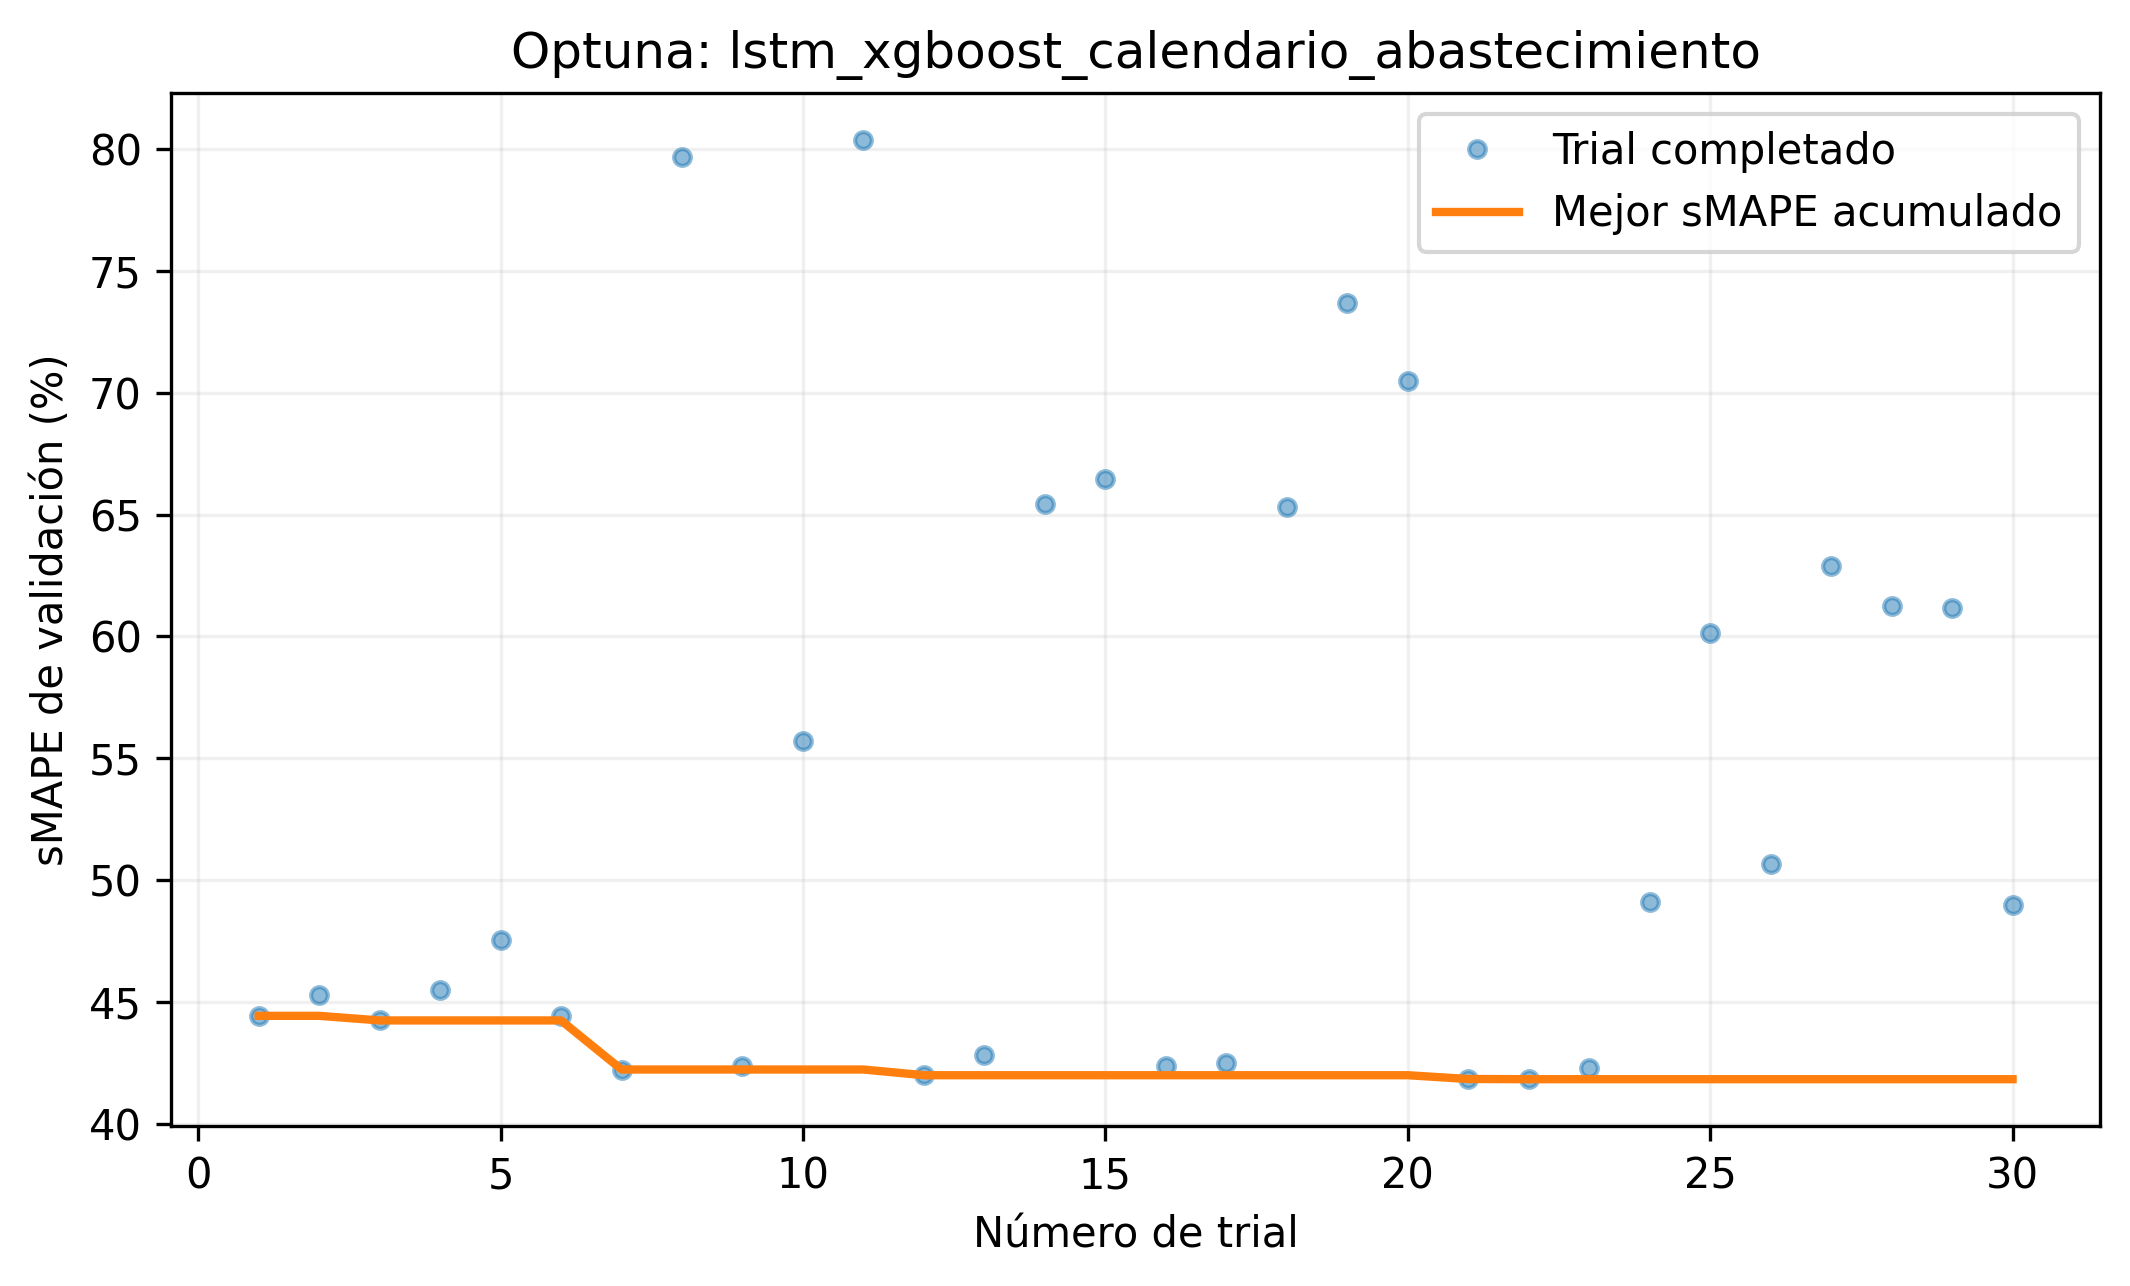 Optuna: lstm_xgboost_calendario_abastecimiento
Trial completado
Mejor sMAPE acumulado
sMAPE de validación (%)
80
75
70
65
60
55
50
45
40
0 5 10 15 20 25 30
Número de trial